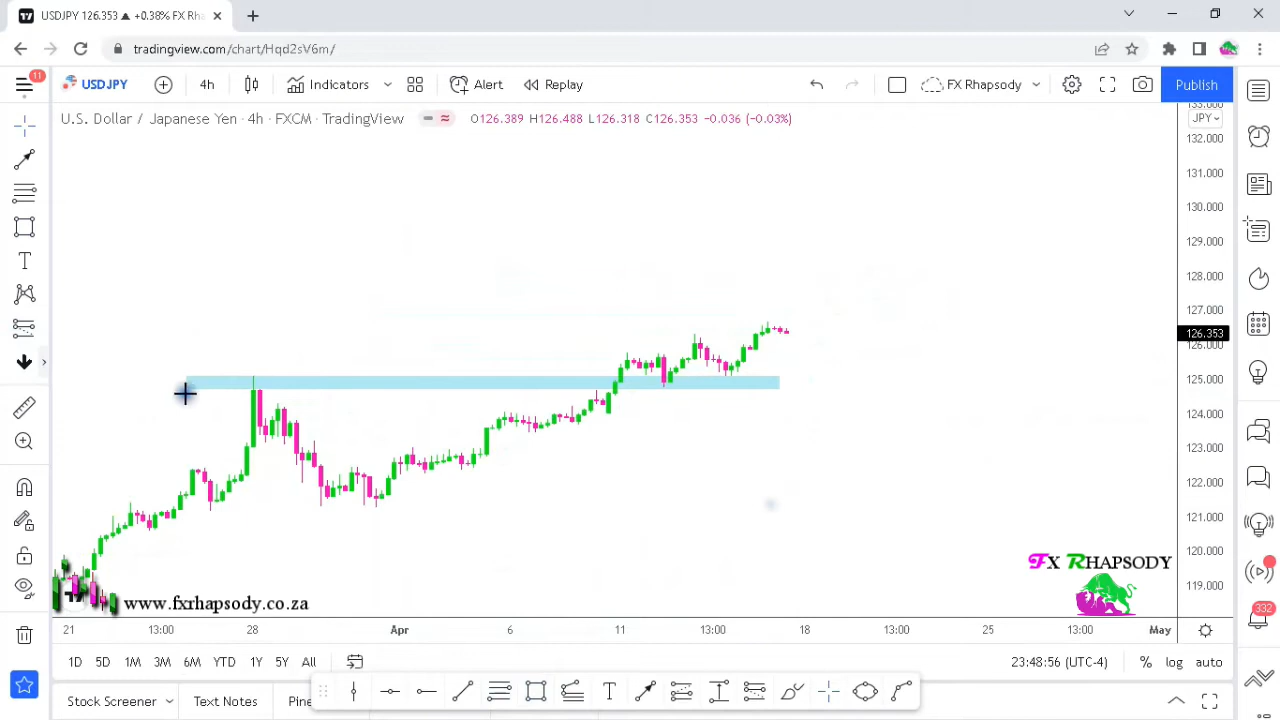 USDJPY 126.353 ▲ +0.38% FX Rha
tradingview.com/chart/Hqd2sV6m/
11
USDJPY
4h
Indicators
Alert
Replay
FX Rhapsody
Publish
U.S. Dollar / Japanese Yen · 4h · FXCM · TradingView
O126.389 H126.488 L126.318 C126.353 -0.036 (-0.03%)
133.000
JPY
132.000
131.000
130.000
129.000
128.000
127.000
126.353
126.000
125.000
124.000
123.000
122.000
121.000
120.000
119.000
FX RHAPSODY
www.fxrhapsody.co.za
21 13:00 28 Apr 6 11 13:00 18 13:00 25 13:00 May
332
1D 5D 1M 3M 6M YTD 1Y 5Y All
23:48:56 (UTC-4) % log auto
Stock Screener Text Notes Pine